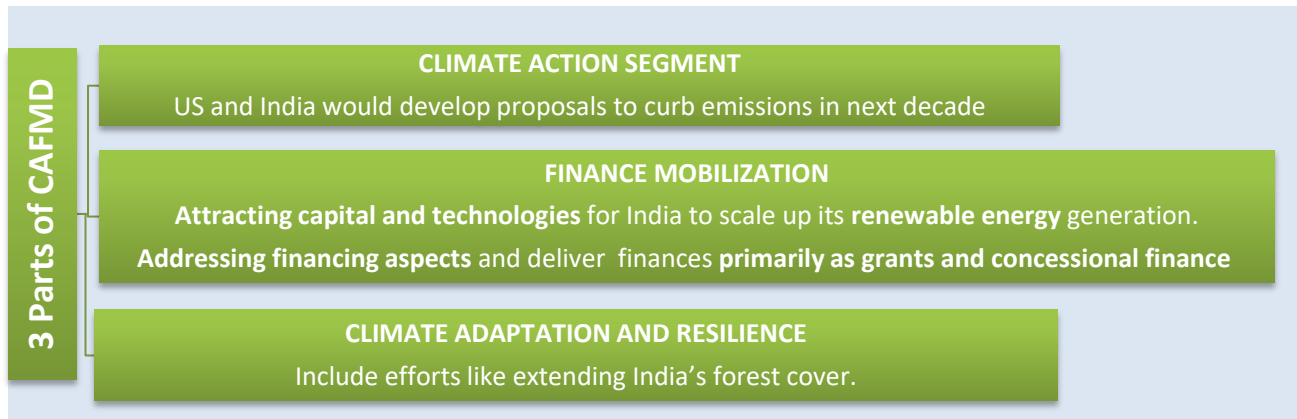 3 Parts of CAFMD
CLIMATE ACTION SEGMENT
US and India would develop proposals to curb emissions in next decade
FINANCE MOBILIZATION
Attracting capital and technologies for India to scale up its renewable energy generation.
Addressing financing aspects and deliver finances primarily as grants and concessional finance
CLIMATE ADAPTATION AND RESILIENCE
Include efforts like extending India’s forest cover.